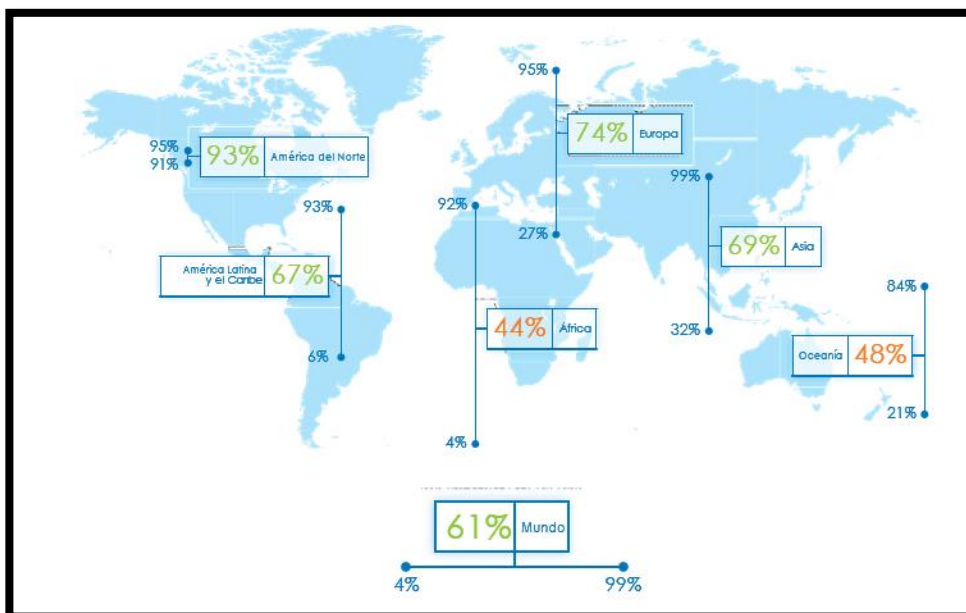 95%
74% Europa
27%
95%
91%
93% América del Norte
93%
América Latina
y el Caribe 67%
6%
92%
44% África
4%
99%
69% Asia
32%
84%
Oceanía 48%
21%
61% Mundo
4% 99%